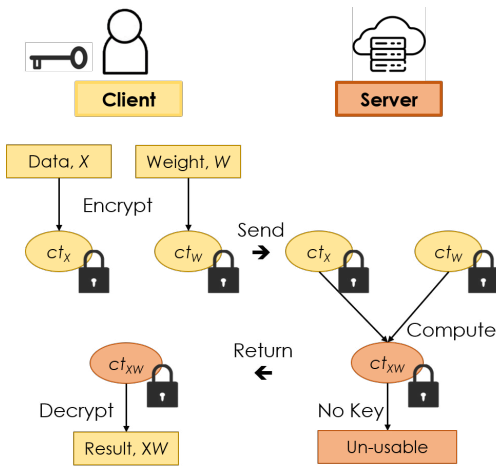 Client
Server
Data, X
Weight, W
Encrypt
ct_X
ct_W
Send
ct_X
ct_W
Compute
Return
ct_XW
ct_XW
Decrypt
No Key
Result, XW
Un-usable